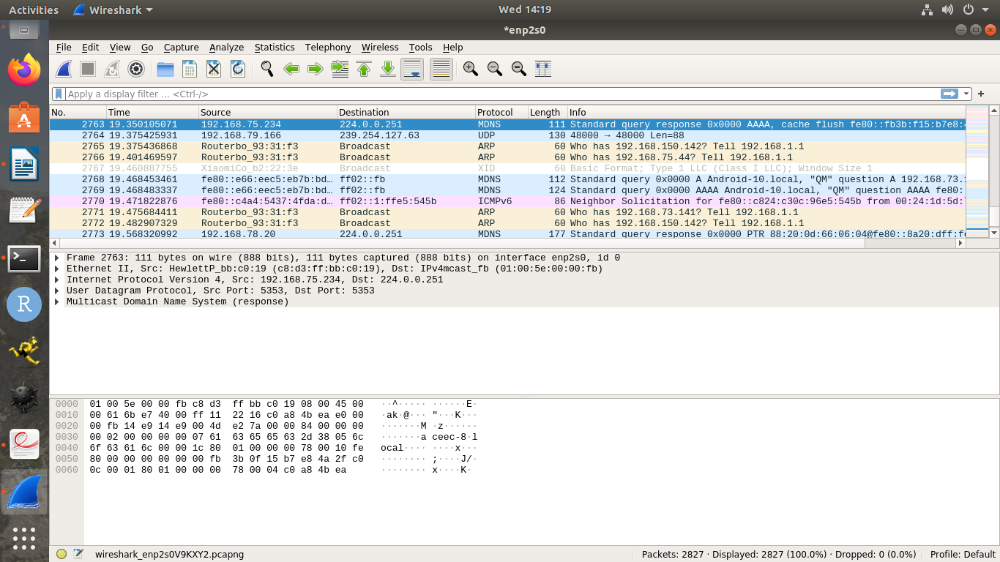 Activities Wireshark Wed 14:19
*enp2s0
File Edit View Go Capture Analyze Statistics Telephony Wireless Tools Help
Apply a display filter ... <Ctrl-/>
No. Time Source Destination Protocol Length Info
2763 19.350105071 192.168.75.234 224.0.0.251 MDNS 111 Standard query response 0x0000 AAAA, cache flush fe80::fb3b:f15:b7e8:4
2764 19.375425931 192.168.79.166 239.254.127.63 UDP 130 48000 → 48000 Len=88
2765 19.375436868 Routerbo_93:31:f3 Broadcast ARP 60 Who has 192.168.150.142? Tell 192.168.1.1
2766 19.401469597 Routerbo_93:31:f3 Broadcast ARP 60 Who has 192.168.75.44? Tell 192.168.1.1
2767 19.460887755 XiaomiCo_b2:22:3e Broadcast XID 60 Basic Format; Type 1 LLC (Class I LLC); Window Size 1
2768 19.468453461 fe80::e66:eec5:eb7b:bd… ff02::fb MDNS 112 Standard query 0x0000 A Android-10.local, "QM" question A 192.168.73.1
2769 19.468483337 fe80::e66:eec5:eb7b:bd… ff02::fb MDNS 124 Standard query 0x0000 AAAA Android-10.local, "QM" question AAAA fe80:
2770 19.471822876 fe80::c4a4:5437:4fda:d… ff02::1:ffe5:545b ICMPv6 86 Neighbor Solicitation for fe80::c824:c30c:96e5:545b from 00:24:1d:5d:
2771 19.475684411 Routerbo_93:31:f3 Broadcast ARP 60 Who has 192.168.73.141? Tell 192.168.1.1
2772 19.482907329 Routerbo_93:31:f3 Broadcast ARP 60 Who has 192.168.150.142? Tell 192.168.1.1
2773 19.568320992 192.168.78.20 224.0.0.251 MDNS 177 Standard query response 0x0000 PTR 88:20:0d:66:06:04@fe80::8a20:dff:fe
Frame 2763: 111 bytes on wire (888 bits), 111 bytes captured (888 bits) on interface enp2s0, id 0
Ethernet II, Src: HewlettP_bb:c0:19 (c8:d3:ff:bb:c0:19), Dst: IPv4mcast_fb (01:00:5e:00:00:fb)
Internet Protocol Version 4, Src: 192.168.75.234, Dst: 224.0.0.251
User Datagram Protocol, Src Port: 5353, Dst Port: 5353
Multicast Domain Name System (response)
0000 01 00 5e 00 00 fb c8 d3 ff bb c0 19 08 00 45 00 ··^····· ······E·
0010 00 61 6b e7 40 00 ff 11 22 16 c0 a8 4b ea e0 00 ·ak·@··· "···K···
0020 00 fb 14 e9 14 e9 00 4d e2 7a 00 00 84 00 00 00 ·······M ·z······
0030 00 02 00 00 00 00 07 61 63 65 65 63 2d 38 05 6c ·······a ceec-8·l
0040 6f 63 61 6c 00 00 1c 80 01 00 00 00 78 00 10 fe ocal···· ····x···
0050 80 00 00 00 00 00 00 fb 3b 0f 15 b7 e8 4a 2f c0 ········ ;····J/·
0060 0c 00 01 80 01 00 00 00 78 00 04 c0 a8 4b ea ········ x····K·
wireshark_enp2s0V9KXY2.pcapng Packets: 2827 · Displayed: 2827 (100.0%) · Dropped: 0 (0.0%) Profile: Default